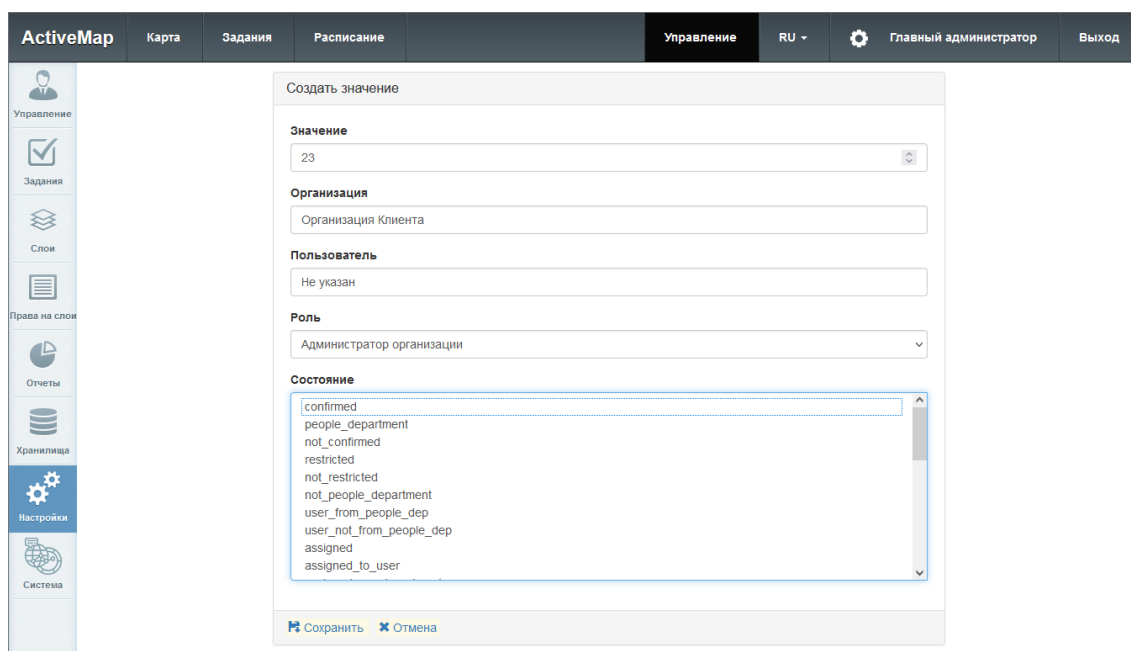 ActiveMap Карта Задания Расписание Управление RU Главный администратор Выход
Управление
Задания
Слои
Права на слои
Отчеты
Хранилища
Настройки
Система
Создать значение
Значение
23
Организация
Организация Клиента
Пользователь
Не указан
Роль
Администратор организации
Состояние
confirmed
people_department
not_confirmed
restricted
not_restricted
not_people_department
user_from_people_dep
user_not_from_people_dep
assigned
assigned_to_user
Сохранить Отмена